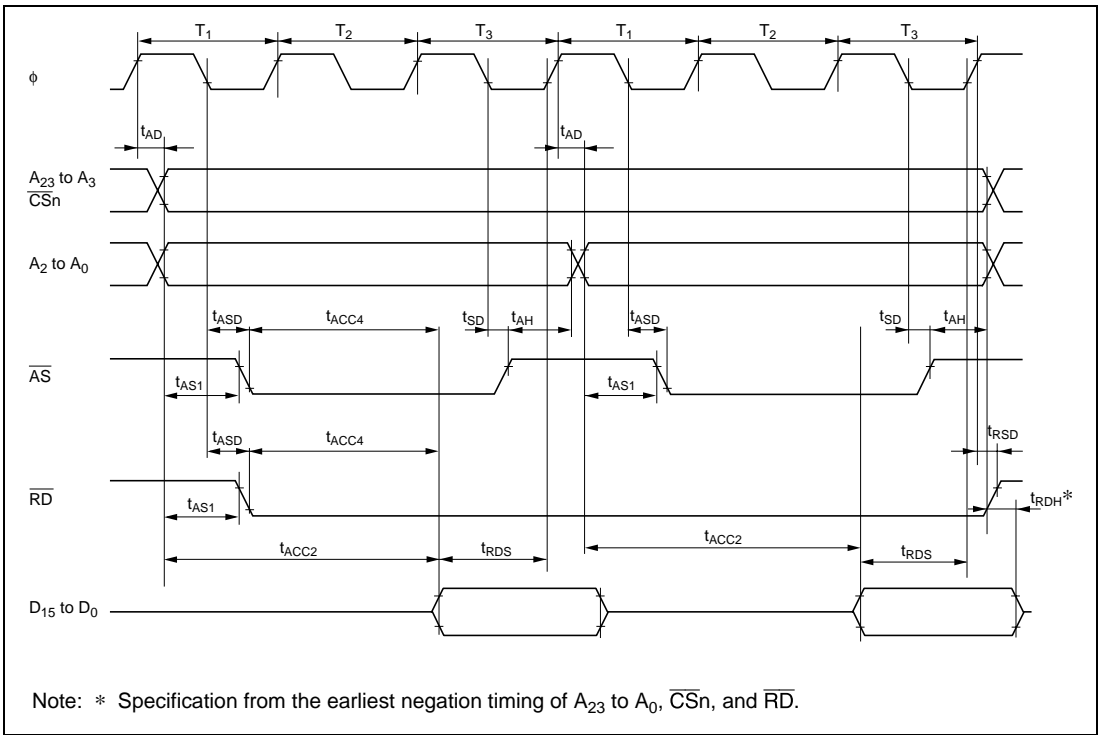 T1 T2 T3 T1 T2 T3
φ
tAD tAD
A23 to A3
CSn
A2 to A0
tASD tACC4 tSD tAH tASD tSD tAH
AS
tAS1 tAS1
tASD tACC4 tRSD
RD
tAS1 tRDH*
tACC2 tRDS tACC2 tRDS
D15 to D0
Note: * Specification from the earliest negation timing of A23 to A0, CSn, and RD.